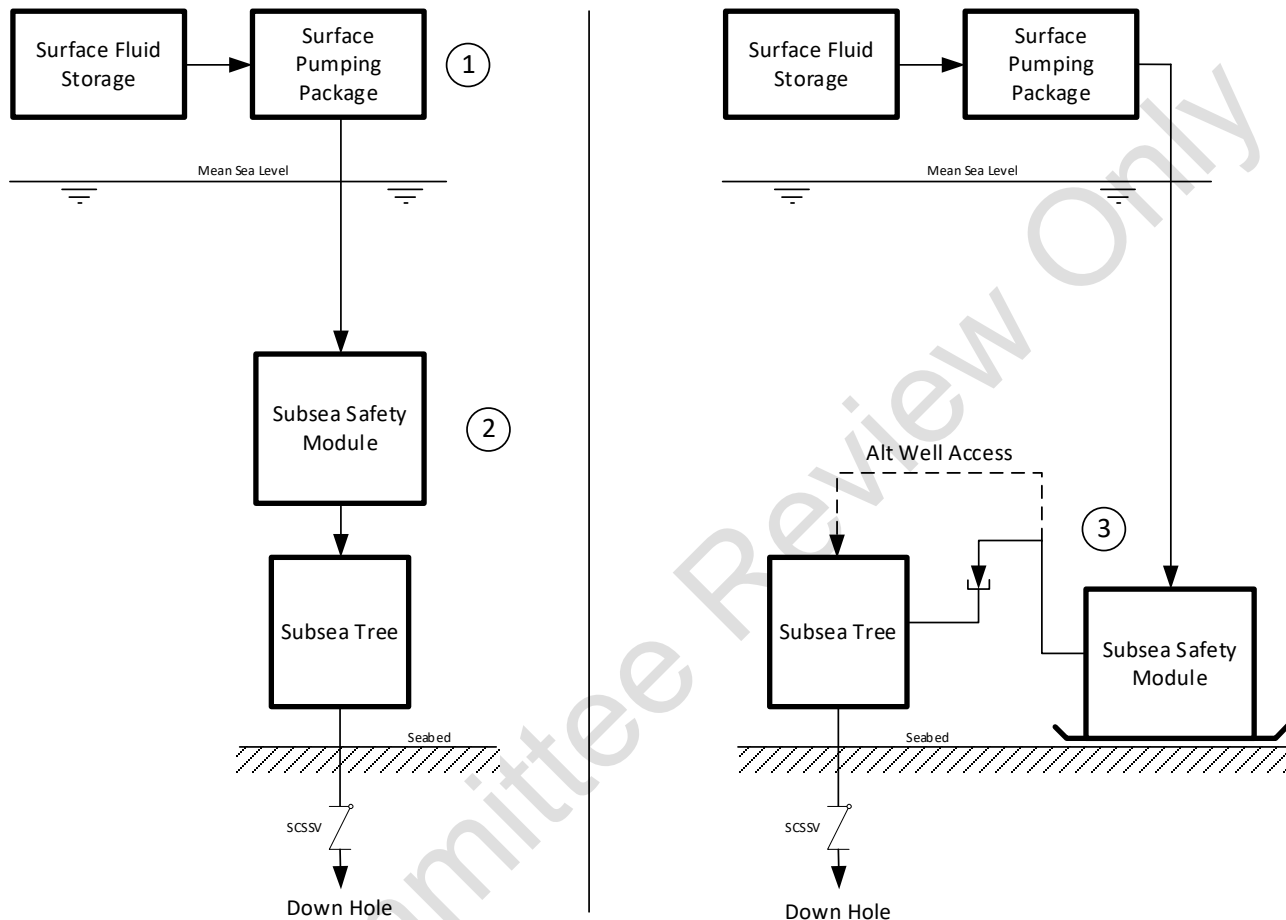 Surface Fluid
Storage
Surface
Pumping
Package
1
Mean Sea Level
Subsea Safety
Module
2
Subsea Tree
Seabed
SCSSV
Down Hole
Surface Fluid
Storage
Surface
Pumping
Package
Mean Sea Level
Alt Well Access
3
Subsea Tree
Subsea Safety
Module
Seabed
SCSSV
Down Hole
mmittee Review Only